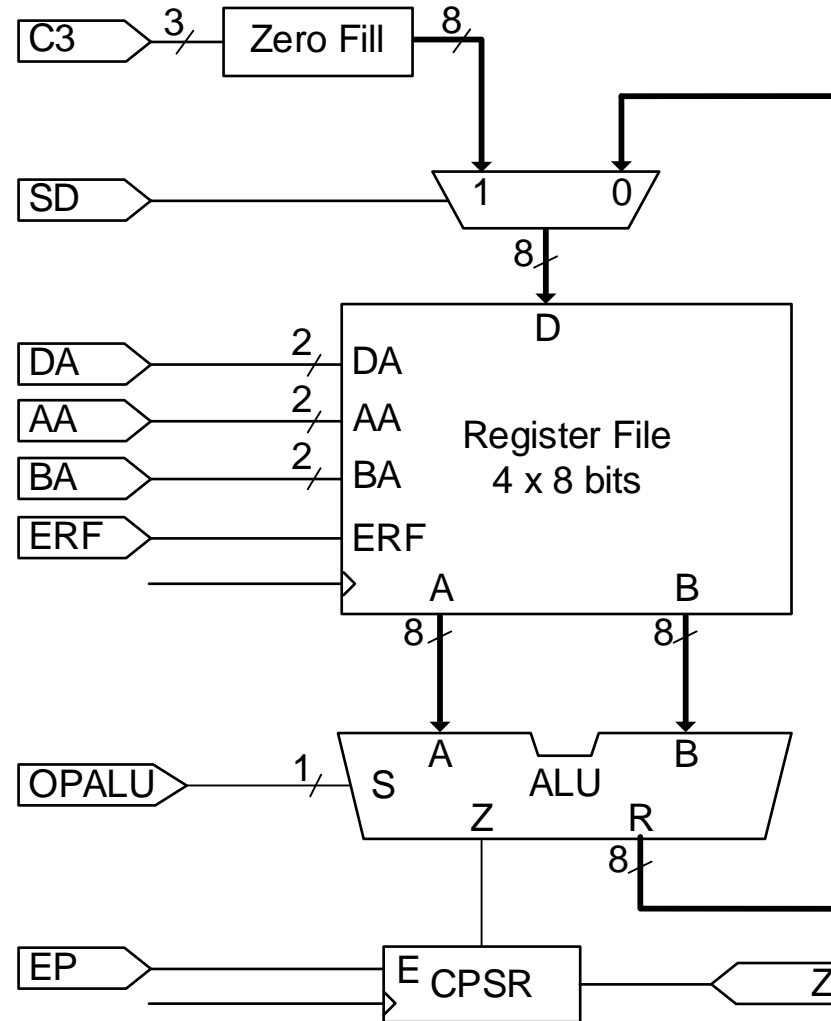 C3
3
Zero Fill
8
SD
1
0
8
D
DA
2
DA
AA
2
AA
Register File
BA
2
BA
4 x 8 bits
ERF
ERF
A
B
8
8
A
B
OPALU
1
S
ALU
Z
R
8
EP
E
CPSR
Z